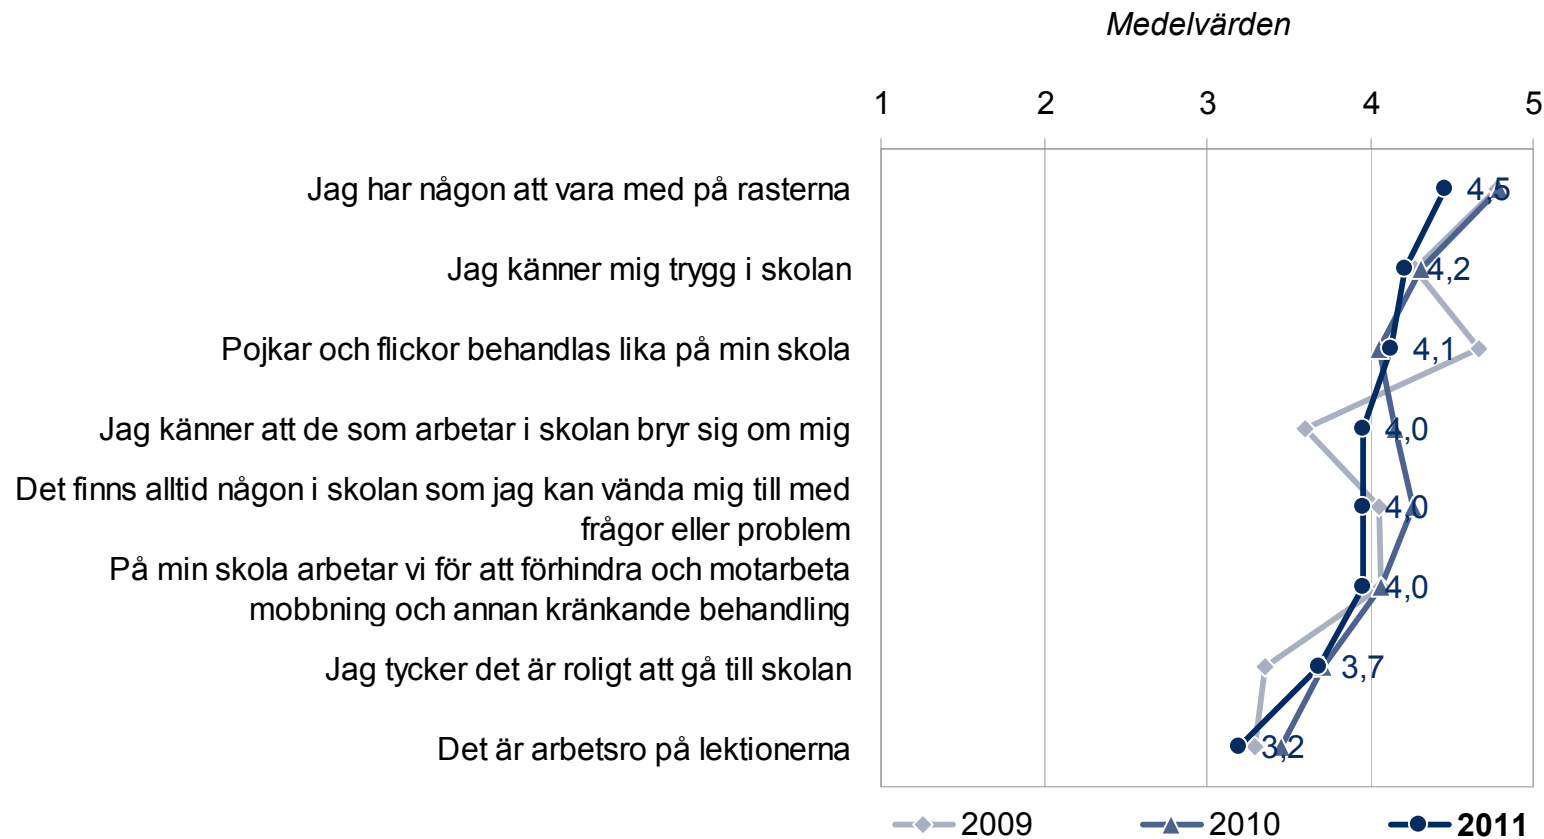 Medelvärden
1 2 3 4 5
Jag har någon att vara med på rasterna 4,5
Jag känner mig trygg i skolan 4,2
Pojkar och flickor behandlas lika på min skola 4,1
Jag känner att de som arbetar i skolan bryr sig om mig 4,0
Det finns alltid någon i skolan som jag kan vända mig till med
frågor eller problem 4,0
På min skola arbetar vi för att förhindra och motarbeta
mobbning och annan kränkande behandling 4,0
Jag tycker det är roligt att gå till skolan 3,7
Det är arbetsro på lektionerna 3,2
2009 2010 2011